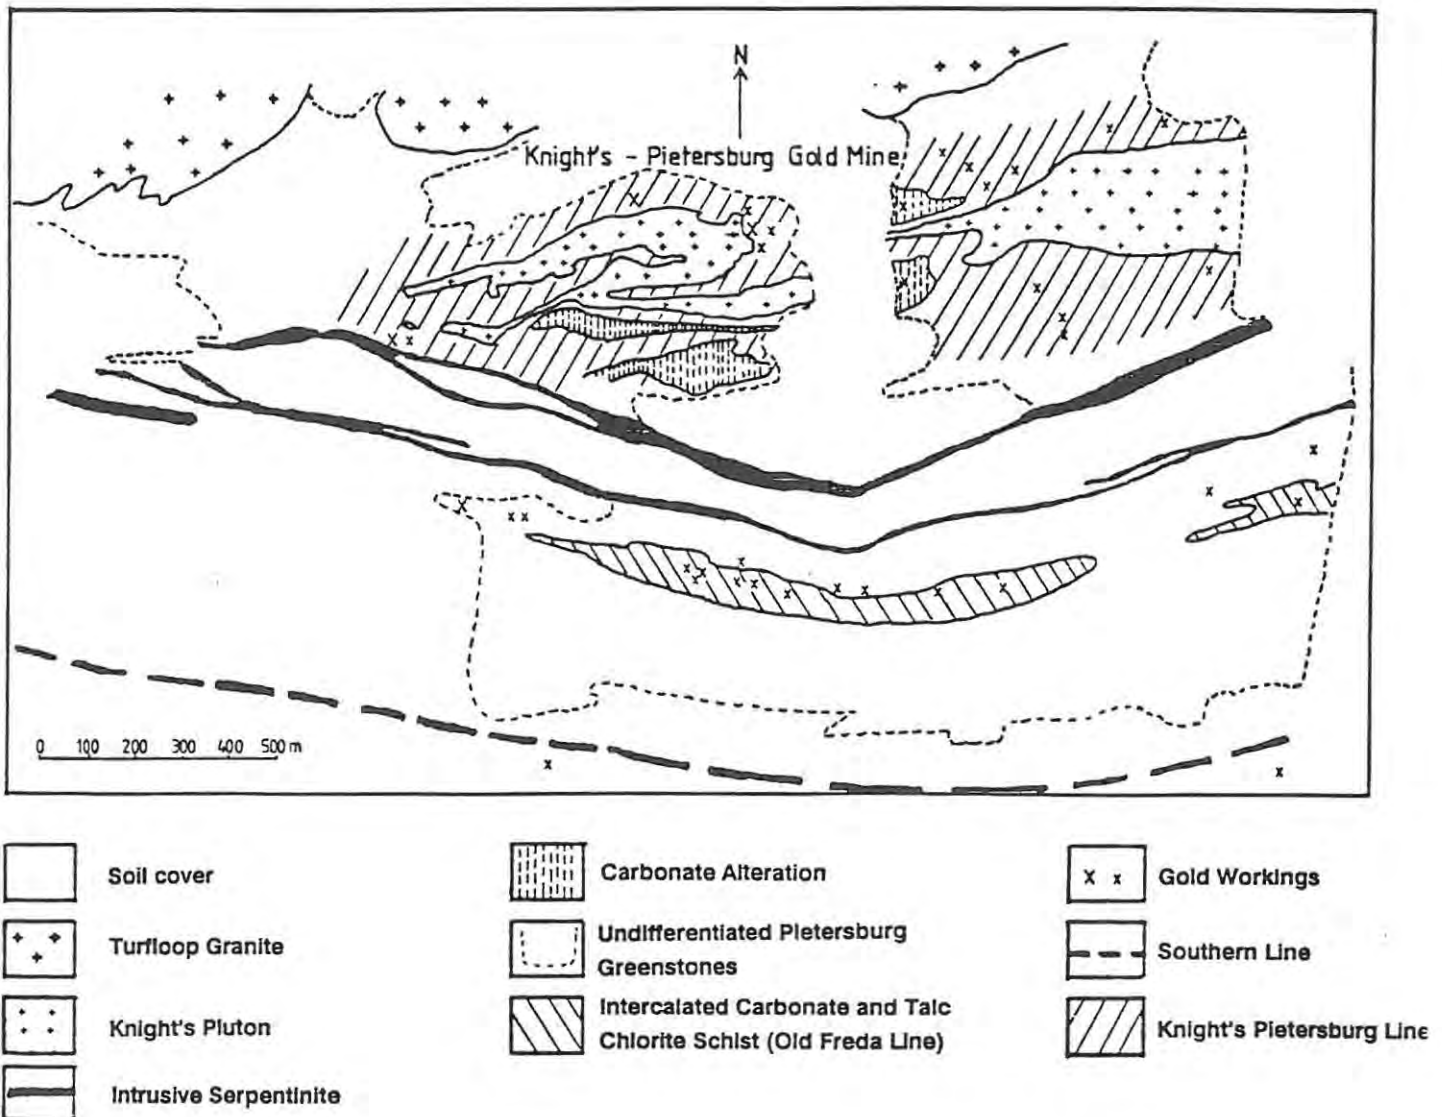 N
Knight's - Pietersburg Gold Mine
0 100 200 300 400 500 m
Soil cover
Turfloop Granite
Knight's Pluton
Intrusive Serpentinite
Carbonate Alteration
Undifferentiated Pietersburg
Greenstones
Intercalated Carbonate and Talc
Chlorite Schist (Old Freda Line)
Gold Workings
Southern Line
Knight's Pietersburg Line